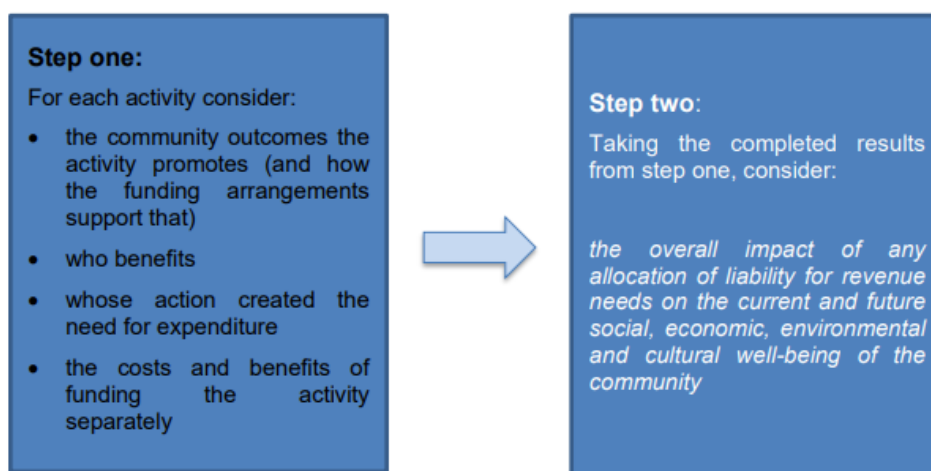 Step one:
For each activity consider:
• the community outcomes the
activity promotes (and how
the funding arrangements
support that)
• who benefits
• whose action created the
need for expenditure
• the costs and benefits of
funding the activity
separately
Step two:
Taking the completed results
from step one, consider:
the overall impact of any
allocation of liability for revenue
needs on the current and future
social, economic, environmental
and cultural well-being of the
community